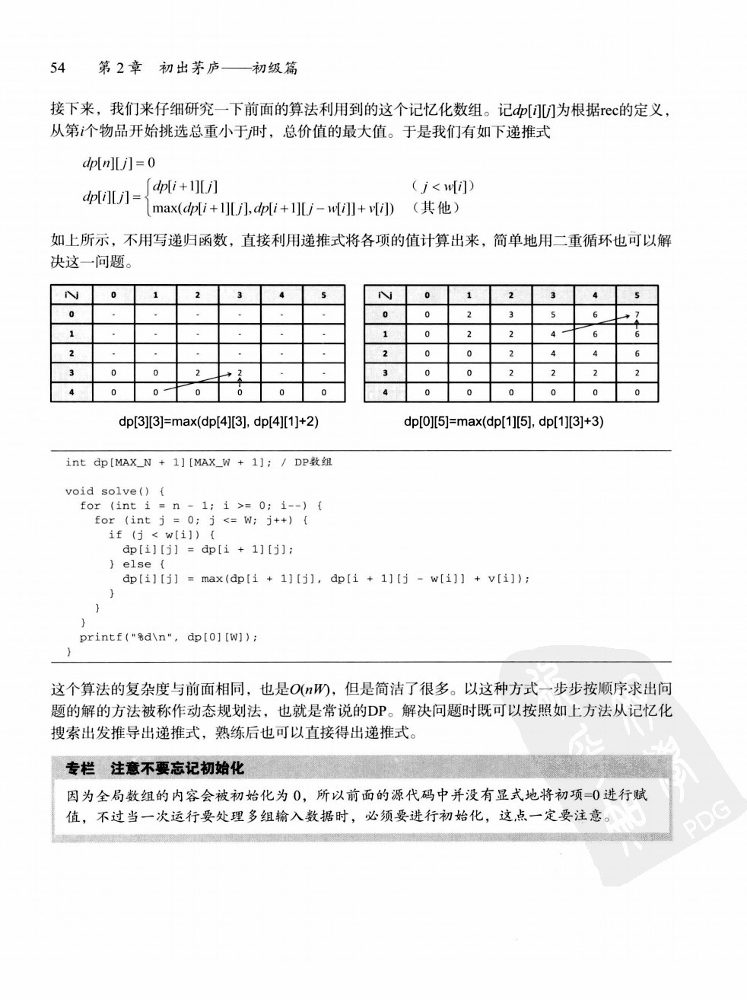 54 第 2 章 初出茅庐——初级篇
接下来，我们来仔细研究一下前面的算法利用到的这个记忆化数组。记dp[i][j]为根据rec的定义，
从第i个物品开始挑选总重小于j时，总价值的最大值。于是我们有如下递推式
dp[n][j] = 0
dp[i][j] = { dp[i+1][j] （j < w[i]）
max(dp[i+1][j], dp[i+1][j-w[i]]+v[i]) （其他）
如上所示，不用写递归函数，直接利用递推式将各项的值计算出来，简单地用二重循环也可以解
决这一问题。
i\j 0 1 2 3 4 5
0 - - - - - -
1 - - - - - -
2 - - - - - -
3 0 0 2 2 - -
4 0 0 0 0 0 0
dp[3][3]=max(dp[4][3], dp[4][1]+2)
i\j 0 1 2 3 4 5
0 0 2 3 5 6 7
1 0 2 2 4 6 6
2 0 0 2 4 4 6
3 0 0 2 2 2 2
4 0 0 0 0 0 0
dp[0][5]=max(dp[1][5], dp[1][3]+3)
int dp[MAX_N + 1][MAX_W + 1]; / DP数组
void solve() {
for (int i = n - 1; i >= 0; i--) {
for (int j = 0; j <= W; j++) {
if (j < w[i]) {
dp[i][j] = dp[i + 1][j];
} else {
dp[i][j] = max(dp[i + 1][j], dp[i + 1][j - w[i]] + v[i]);
}
}
}
printf("%d\n", dp[0][W]);
}
这个算法的复杂度与前面相同，也是O(nW)，但是简洁了很多。以这种方式一步步按顺序求出问
题的解的方法被称作动态规划法，也就是常说的DP。解决问题时既可以按照如上方法从记忆化
搜索出发推导出递推式，熟练后也可以直接得出递推式。
专栏 注意不要忘记初始化
因为全局数组的内容会被初始化为 0，所以前面的源代码中并没有显式地将初项=0 进行赋
值，不过当一次运行要处理多组输入数据时，必须要进行初始化，这点一定要注意。
PDG